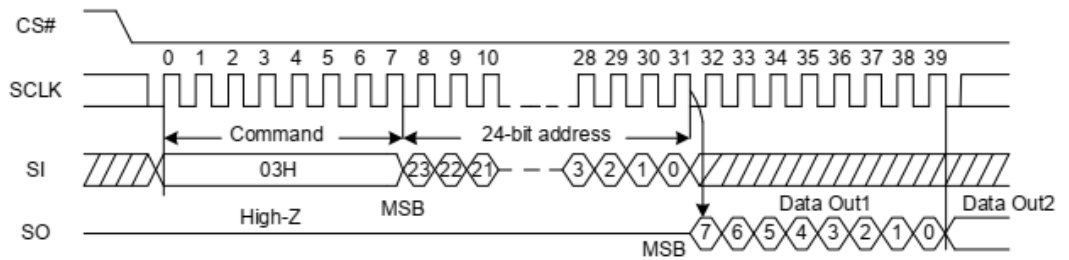 CS#
0 1 2 3 4 5 6 7 8 9 10 28 29 30 31 32 33 34 35 36 37 38 39
SCLK
Command 24-bit address
SI 03H 23 22 21 3 2 1 0
High-Z MSB Data Out1 Data Out2
SO 7 6 5 4 3 2 1 0
MSB